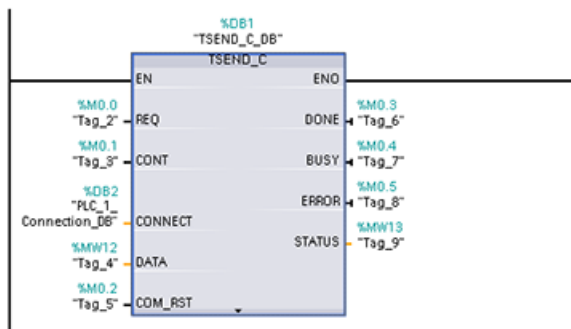 %DB1
"TSEND_C_DB"
TSEND_C
EN ENO
%M0.0 %M0.3
"Tag_2" REQ DONE "Tag_6"
%M0.1 %M0.4
"Tag_3" CONT BUSY "Tag_7"
%DB2 %M0.5
"PLC_1_ ERROR "Tag_8"
Connection_DB" CONNECT
%MW13
%MW12 STATUS "Tag_9"
"Tag_4" DATA
%M0.2
"Tag_5" COM_RST